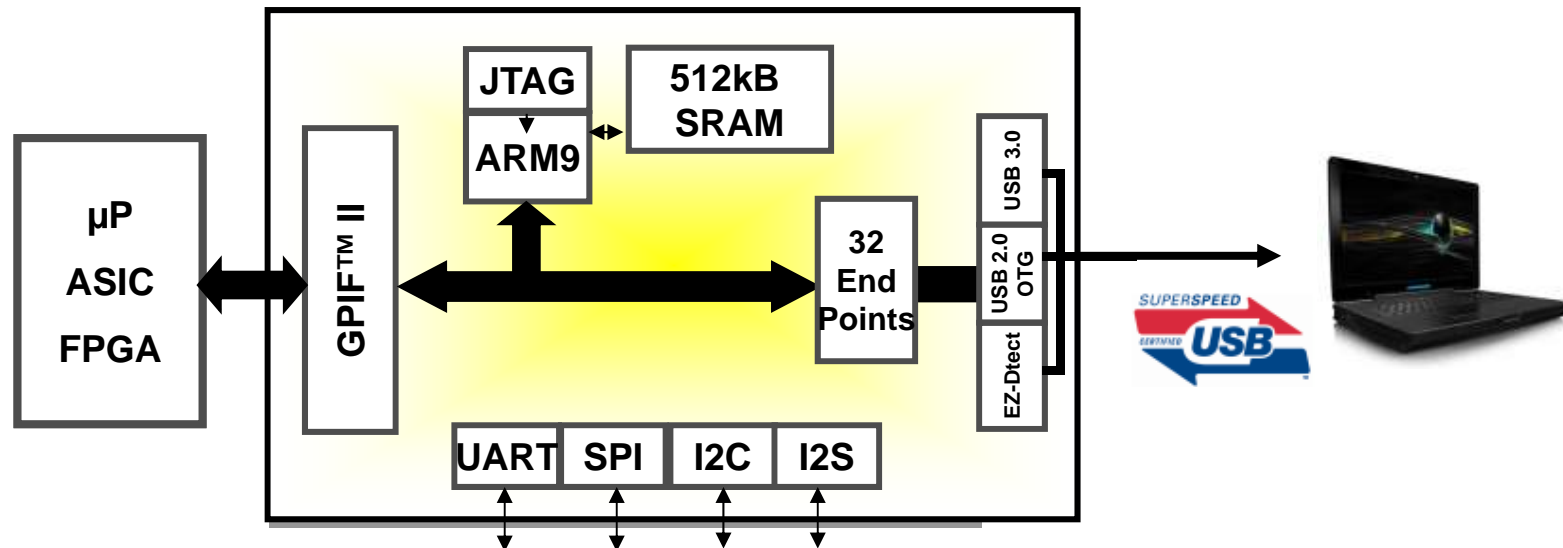 µP
ASIC
FPGA
GPIF™ II
JTAG
ARM9
512kB
SRAM
32
End
Points
USB 3.0
USB 2.0
OTG
EZ-Dtect
UART
SPI
I2C
I2S
SUPERSPEED
CERTIFIED
USB
™